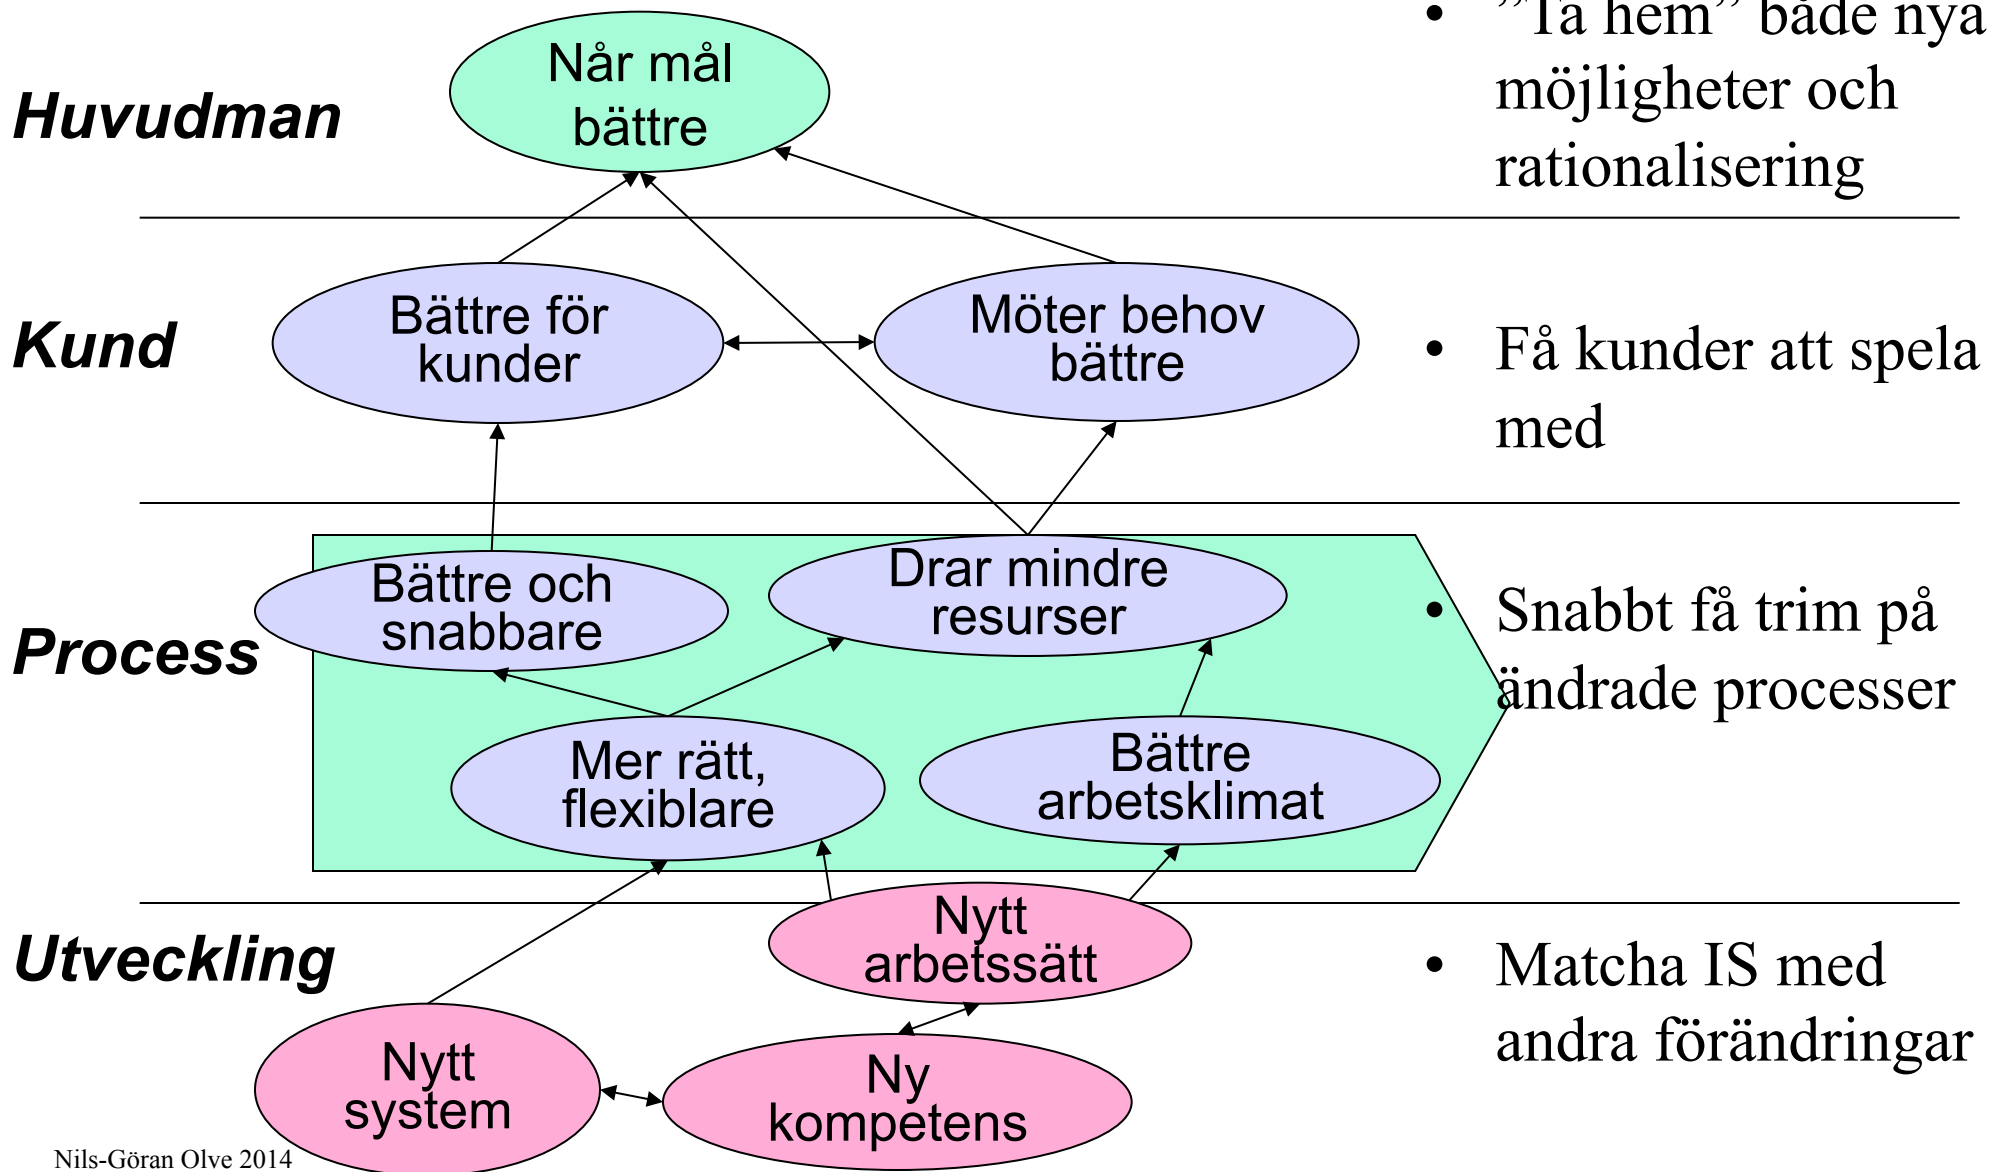 Huvudman
Når mål
bättre
• ”Ta hem” både nya
möjligheter och
rationalisering
Kund
Bättre för
kunder
Möter behov
bättre
• Få kunder att spela
med
Process
Bättre och
snabbare
Drar mindre
resurser
Mer rätt,
flexiblare
Bättre
arbetsklimat
• Snabbt få trim på
ändrade processer
Utveckling
Nytt
arbetssätt
Nytt
system
Ny
kompetens
• Matcha IS med
andra förändringar
Nils-Göran Olve 2014